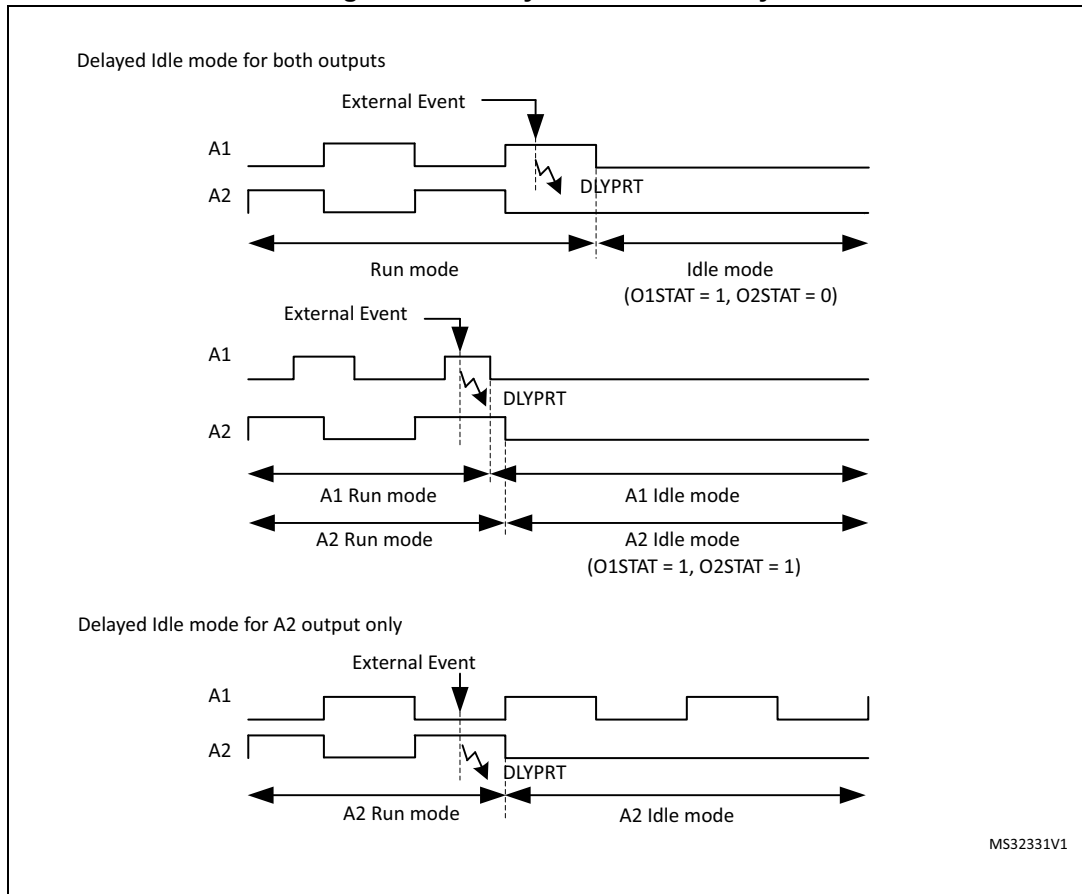 Delayed Idle mode for both outputs
External Event
A1
DLYPRT
A2
Run mode
Idle mode
(O1STAT = 1, O2STAT = 0)
External Event
A1
DLYPRT
A2
A1 Run mode
A1 Idle mode
A2 Run mode
A2 Idle mode
(O1STAT = 1, O2STAT = 1)
Delayed Idle mode for A2 output only
External Event
A1
A2
DLYPRT
A2 Run mode
A2 Idle mode
MS32331V1